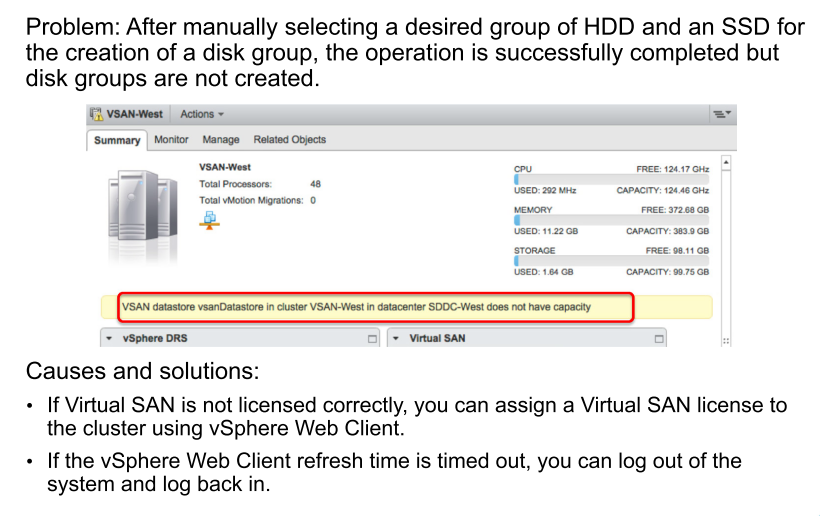 Problem: After manually selecting a desired group of HDD and an SSD for
the creation of a disk group, the operation is successfully completed but
disk groups are not created.
VSAN-West Actions
Summary Monitor Manage Related Objects
VSAN-West
Total Processors: 48
Total vMotion Migrations: 0
CPU FREE: 124.17 GHz
USED: 292 MHz CAPACITY: 124.46 GHz
MEMORY FREE: 372.68 GB
USED: 11.22 GB CAPACITY: 383.9 GB
STORAGE FREE: 98.11 GB
USED: 1.64 GB CAPACITY: 99.75 GB
VSAN datastore vsanDatastore in cluster VSAN-West in datacenter SDDC-West does not have capacity
vSphere DRS Virtual SAN
Causes and solutions:
• If Virtual SAN is not licensed correctly, you can assign a Virtual SAN license to
the cluster using vSphere Web Client.
• If the vSphere Web Client refresh time is timed out, you can log out of the
system and log back in.